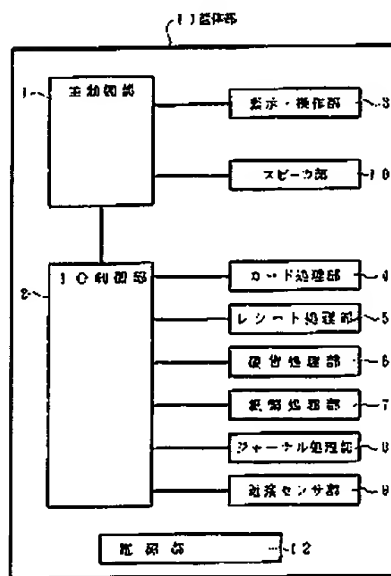 11筐体部
1
主制御部
表示・操作部
3
スピーカ部
10
2
IO制御部
カード処理部
4
レシート処理部
5
硬貨処理部
6
紙幣処理部
7
ジャーナル処理部
8
近接センサ部
9
電源部
12